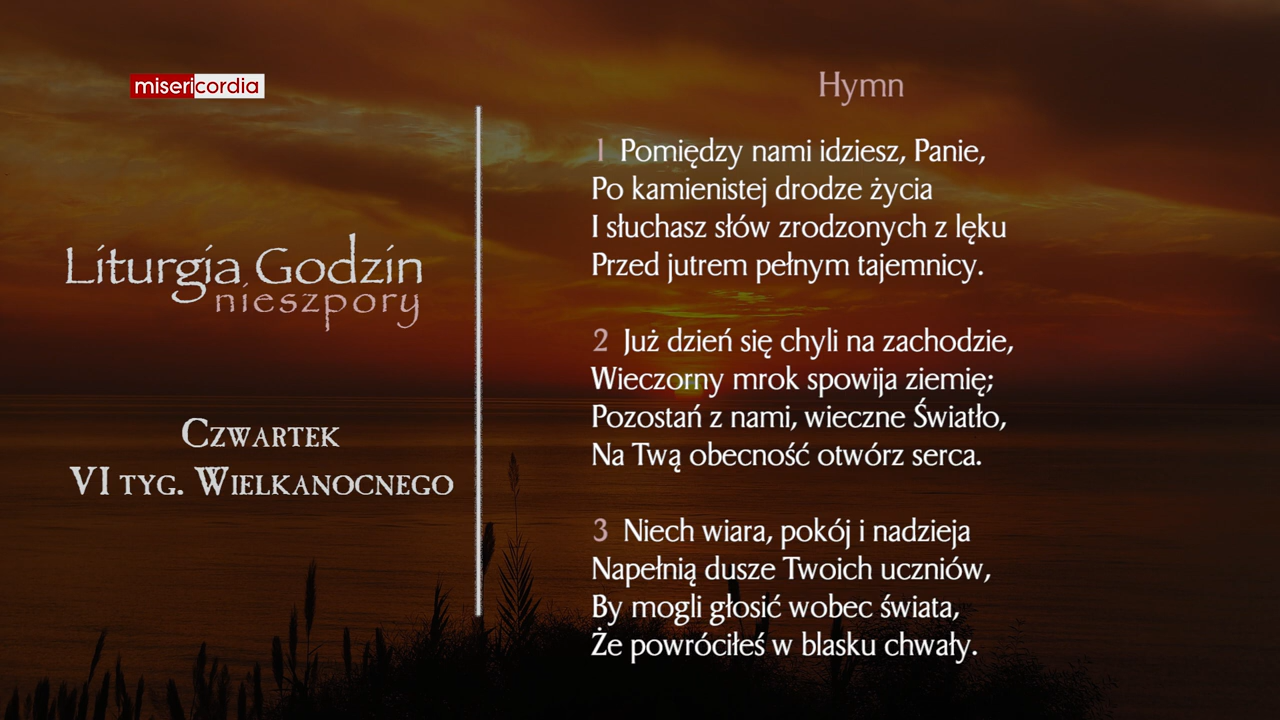 misericordia
Liturgia Godzin
nieszpory
Czwartek
VI tyg. Wielkanocnego
Hymn
1 Pomiędzy nami idziesz, Panie,
Po kamienistej drodze życia
I słuchasz słów zrodzonych z lęku
Przed jutrem pełnym tajemnicy.
2 Już dzień się chyli na zachodzie,
Wieczorny mrok spowija ziemię;
Pozostań z nami, wieczne Światło,
Na Twą obecność otwórz serca.
3 Niech wiara, pokój i nadzieja
Napełnią dusze Twoich uczniów,
By mogli głosić wobec świata,
Że powróciłeś w blasku chwały.